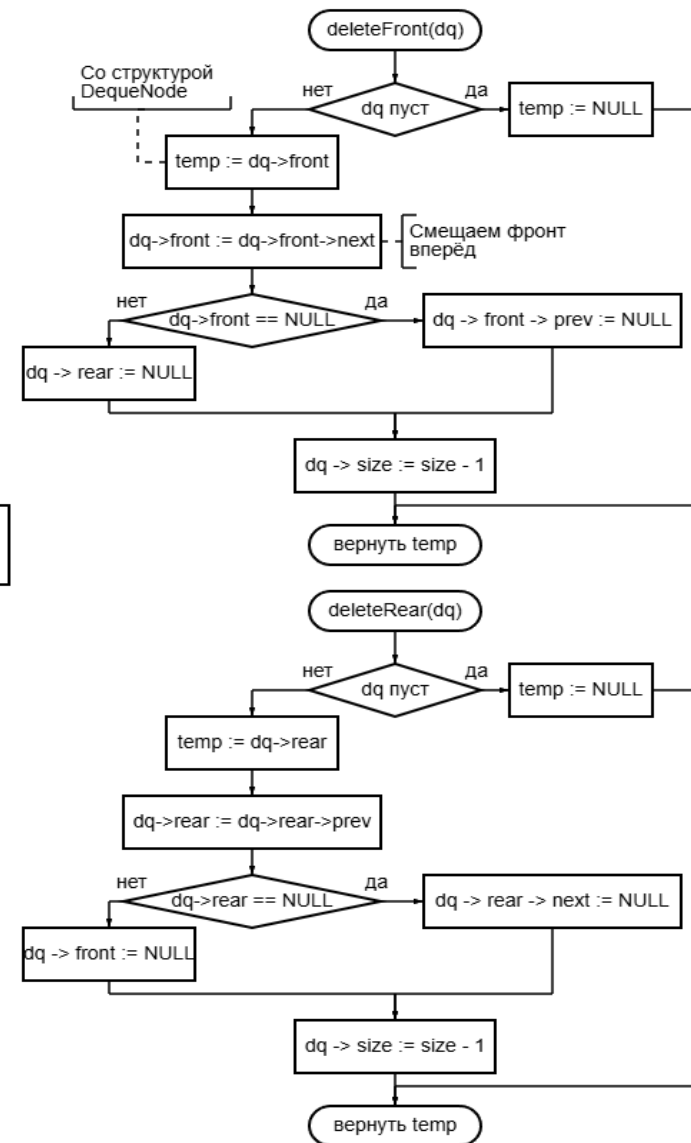 deleteFront(dq)
Со структурой
DequeNode
нет
да
dq пуст
temp := NULL
temp := dq->front
dq->front := dq->front->next
Смещаем фронт
вперёд
нет
да
dq->front == NULL
dq -> front -> prev := NULL
dq -> rear := NULL
dq -> size := size - 1
вернуть temp
deleteRear(dq)
нет
да
dq пуст
temp := NULL
temp := dq->rear
dq->rear := dq->rear->prev
нет
да
dq->rear == NULL
dq -> rear -> next := NULL
dq -> front := NULL
dq -> size := size - 1
вернуть temp